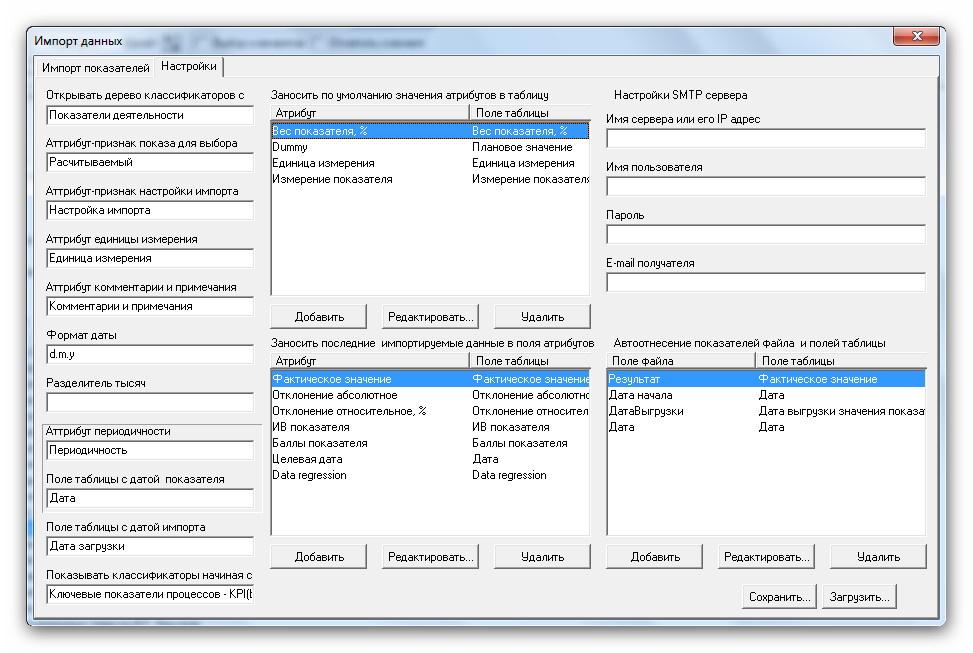 Импорт данных
Импорт показателей Настройки
Открывать дерево классификаторов с
Показатели деятельности
Аттрибут-признак показа для выбора
Расчитываемый
Аттрибут-признак настройки импорта
Настройка импорта
Аттрибут единицы измерения
Единица измерения
Аттрибут комментарии и примечания
Комментарии и примечания
Формат даты
d.m.y
Разделитель тысяч
Аттрибут периодичности
Периодичность
Поле таблицы с датой показателя
Дата
Поле таблицы с датой импорта
Дата загрузки
Показывать классификаторы начиная с
Ключевые показатели процессов - KPI(
Заносить по умолчанию значения атрибутов в таблицу
Атрибут Поле таблицы
Вес показателя, % Вес показателя, %
Dummy Плановое значение
Единица измерения Единица измерения
Измерение показателя Измерение показателя
Добавить Редактировать... Удалить
Заносить последние импортируемые данные в поля атрибутов
Атрибут Поле таблицы
Фактическое значение Фактическое значение
Отклонение абсолютное Отклонение абсолютно
Отклонение относительное, % Отклонение относител
ИВ показателя ИВ показателя
Баллы показателя Баллы показателя
Целевая дата Дата
Data regression Data regression
Добавить Редактировать... Удалить
Настройки SMTP сервера
Имя сервера или его IP адрес
Имя пользователя
Пароль
E-mail получателя
Автоотнесение показателей файла и полей таблицы
Поле файла Поле таблицы
Результат Фактическое значение
Дата начала Дата
ДатаВыгрузки Дата выгрузки значения показа
Дата Дата
Добавить Редактировать... Удалить
Сохранить... Загрузить...